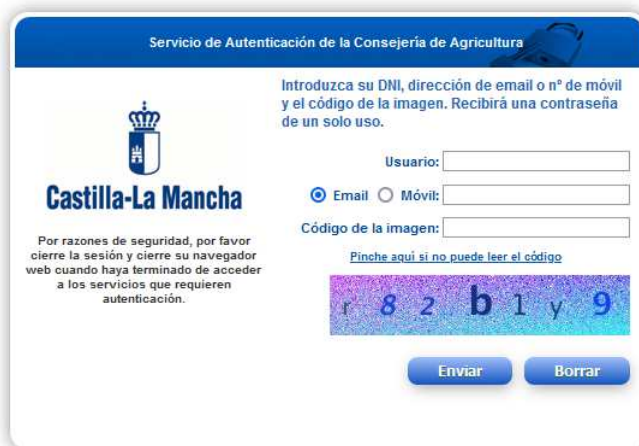 Servicio de Autenticación de la Consejería de Agricultura
Introduzca su DNI, dirección de email o nº de móvil
y el código de la imagen. Recibirá una contraseña
de un solo uso.
Usuario:
Email Móvil:
Código de la imagen:
Pinche aquí si no puede leer el código
r 8 2 b 1 y 9
Enviar Borrar
Castilla-La Mancha
Por razones de seguridad, por favor
cierre la sesión y cierre su navegador
web cuando haya terminado de acceder
a los servicios que requieren
autenticación.